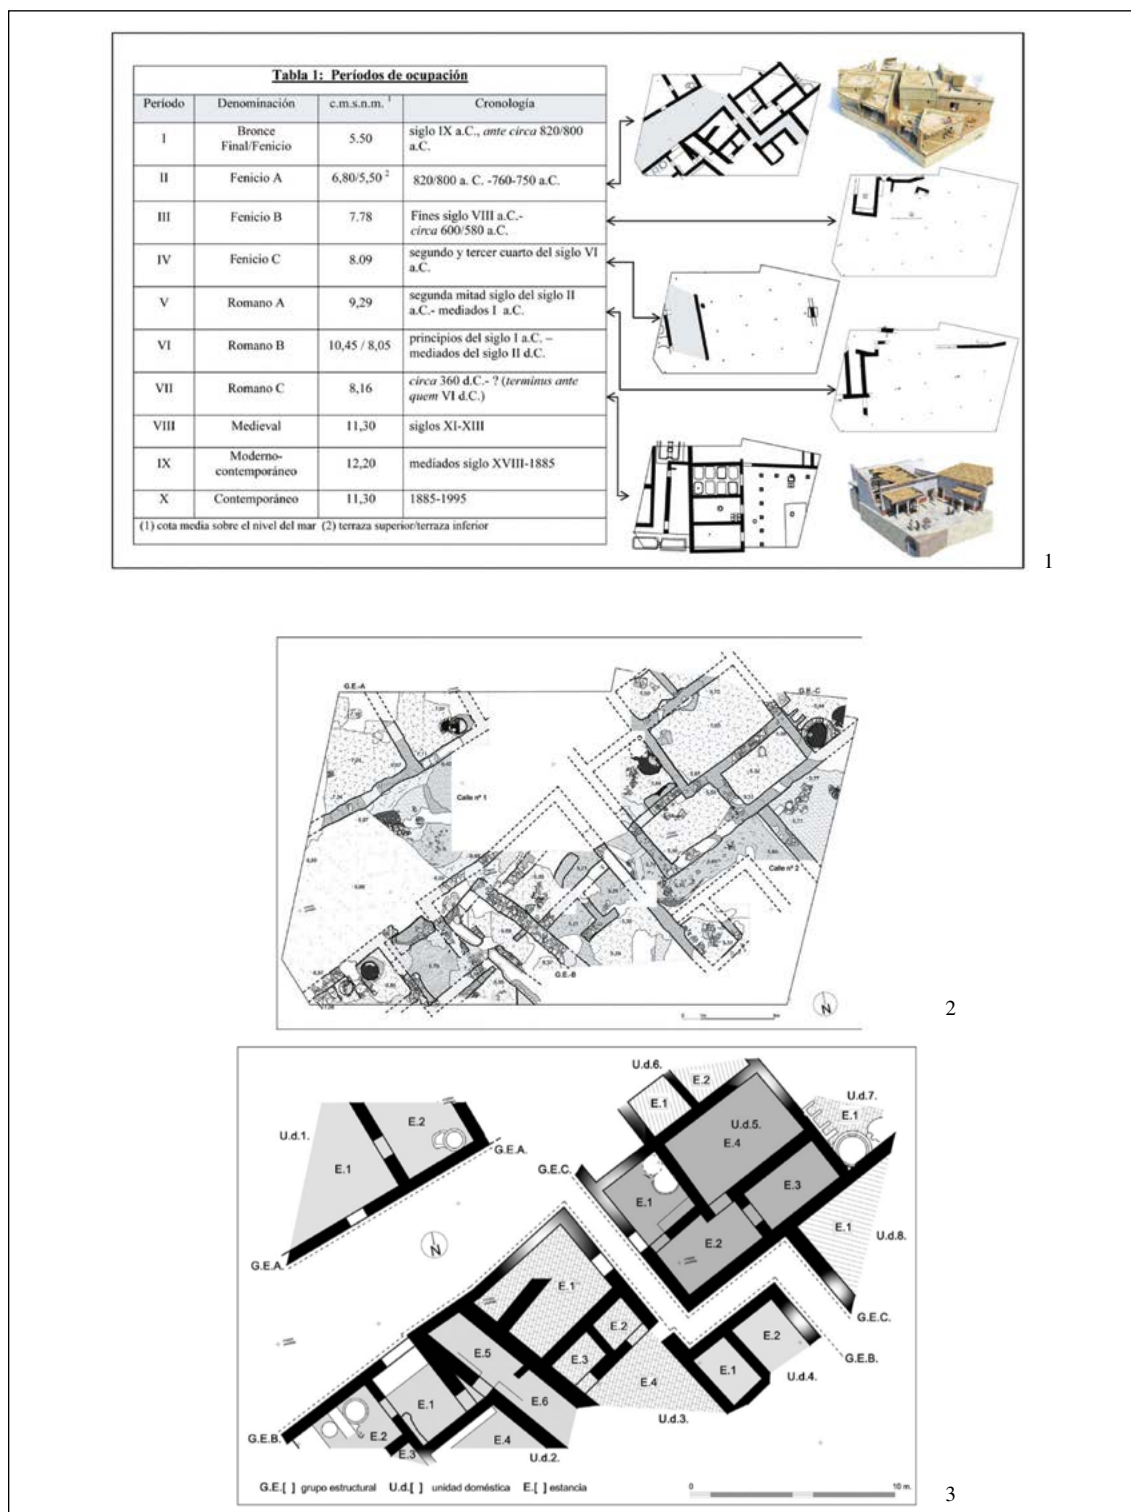 Tabla 1: Períodos de ocupación
Período Denominación c.m.s.n.m. 1 Cronología
I Bronce Final/Fenicio 5.50 siglo IX a.C., ante circa 820/800 a.C.
II Fenicio A 6,80/5,50 2 820/800 a. C. -760-750 a.C.
III Fenicio B 7.78 Fines siglo VIII a.C.- circa 600/580 a.C.
IV Fenicio C 8.09 segundo y tercer cuarto del siglo VI a.C.
V Romano A 9,29 segunda mitad siglo del siglo II a.C.- mediados I a.C.
VI Romano B 10,45 / 8,05 principios del siglo I a.C. – mediados del siglo II d.C.
VII Romano C 8,16 circa 360 d.C.- ? (terminus ante quem VI d.C.)
VIII Medieval 11,30 siglos XI-XIII
IX Moderno-contemporáneo 12,20 mediados siglo XVIII-1885
X Contemporáneo 11,30 1885-1995
(1) cota media sobre el nivel del mar (2) terraza superior/terraza inferior
1
G.E.-A
G.E.-C
Calle nº 1
Calle nº 2
G.E.-B
N
2
U.d.1.
E.1
E.2
G.E.A.
G.E.A.
N
U.d.6.
E.1
E.2
U.d.7.
E.1
U.d.5.
E.4
G.E.C.
E.1
E.3
E.2
E.1
U.d.8.
G.E.C.
E.1
E.2
E.3
E.4
U.d.3.
E.2
E.1
U.d.4.
G.E.B.
E.5
E.1
E.6
E.2
E.3
E.4
U.d.2.
G.E.B.
G.E.[ ] grupo estructural U.d.[ ] unidad doméstica E.[ ] estancia
0 10 m.
3